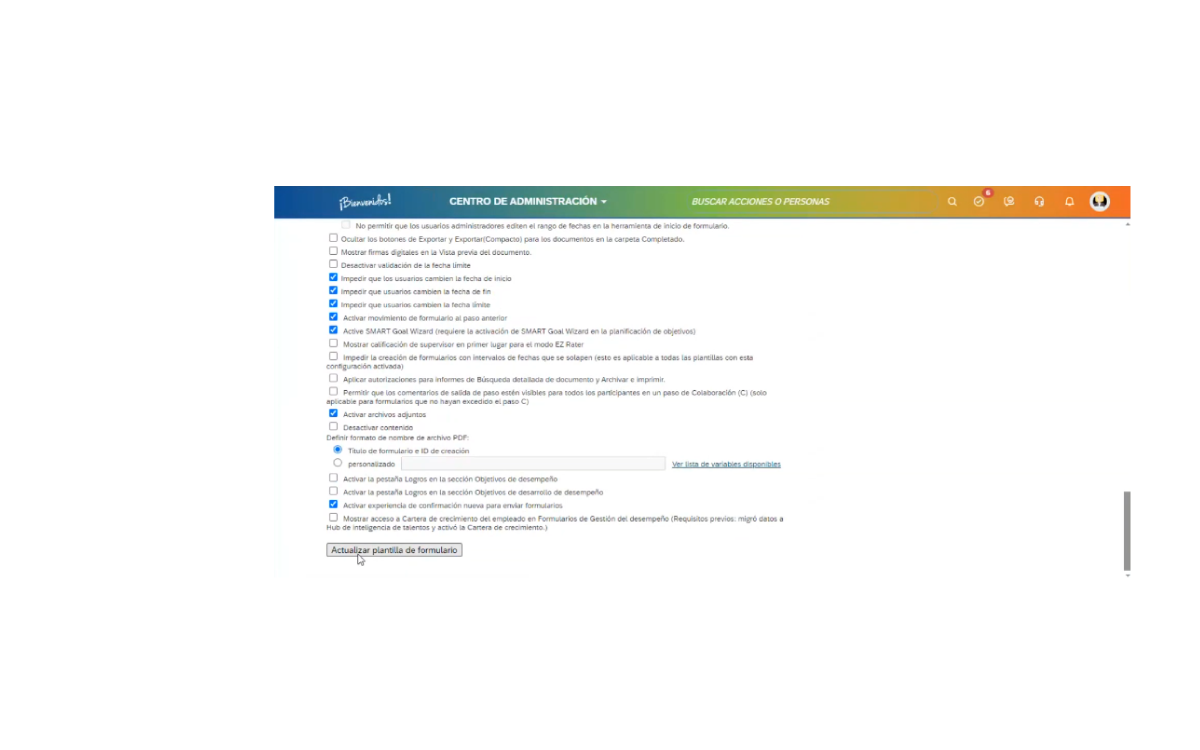 ¡Bienvenid@s!
CENTRO DE ADMINISTRACIÓN
BUSCAR ACCIONES O PERSONAS
6
No permitir que los usuarios administradores editen el rango de fechas en la herramienta de inicio de formulario.
Ocultar los botones de Exportar y Exportar(Compacto) para los documentos en la carpeta Completado.
Mostrar firmas digitales en la Vista previa del documento.
Desactivar validación de la fecha límite
Impedir que los usuarios cambien la fecha de inicio
Impedir que usuarios cambien la fecha de fin
Impedir que usuarios cambien la fecha límite
Activar movimiento de formulario al paso anterior
Active SMART Goal Wizard (requiere la activación de SMART Goal Wizard en la planificación de objetivos)
Mostrar calificación de supervisor en primer lugar para el modo EZ Rater
Impedir la creación de formularios con intervalos de fechas que se solapen (esto es aplicable a todas las plantillas con esta
configuración activada)
Aplicar autorizaciones para informes de Búsqueda detallada de documento y Archivar e imprimir.
Permitir que los comentarios de salida de paso estén visibles para todos los participantes en un paso de Colaboración (C) (solo
aplicable para formularios que no hayan excedido el paso C)
Activar archivos adjuntos
Desactivar contenido
Definir formato de nombre de archivo PDF:
Título de formulario e ID de creación
personalizado Ver lista de variables disponibles
Activar la pestaña Logros en la sección Objetivos de desempeño
Activar la pestaña Logros en la sección Objetivos de desarrollo de desempeño
Activar experiencia de confirmación nueva para enviar formularios
Mostrar acceso a Cartera de crecimiento del empleado en Formularios de Gestión del desempeño (Requisitos previos: migró datos a
Hub de inteligencia de talentos y activó la Cartera de crecimiento.)
Actualizar plantilla de formulario